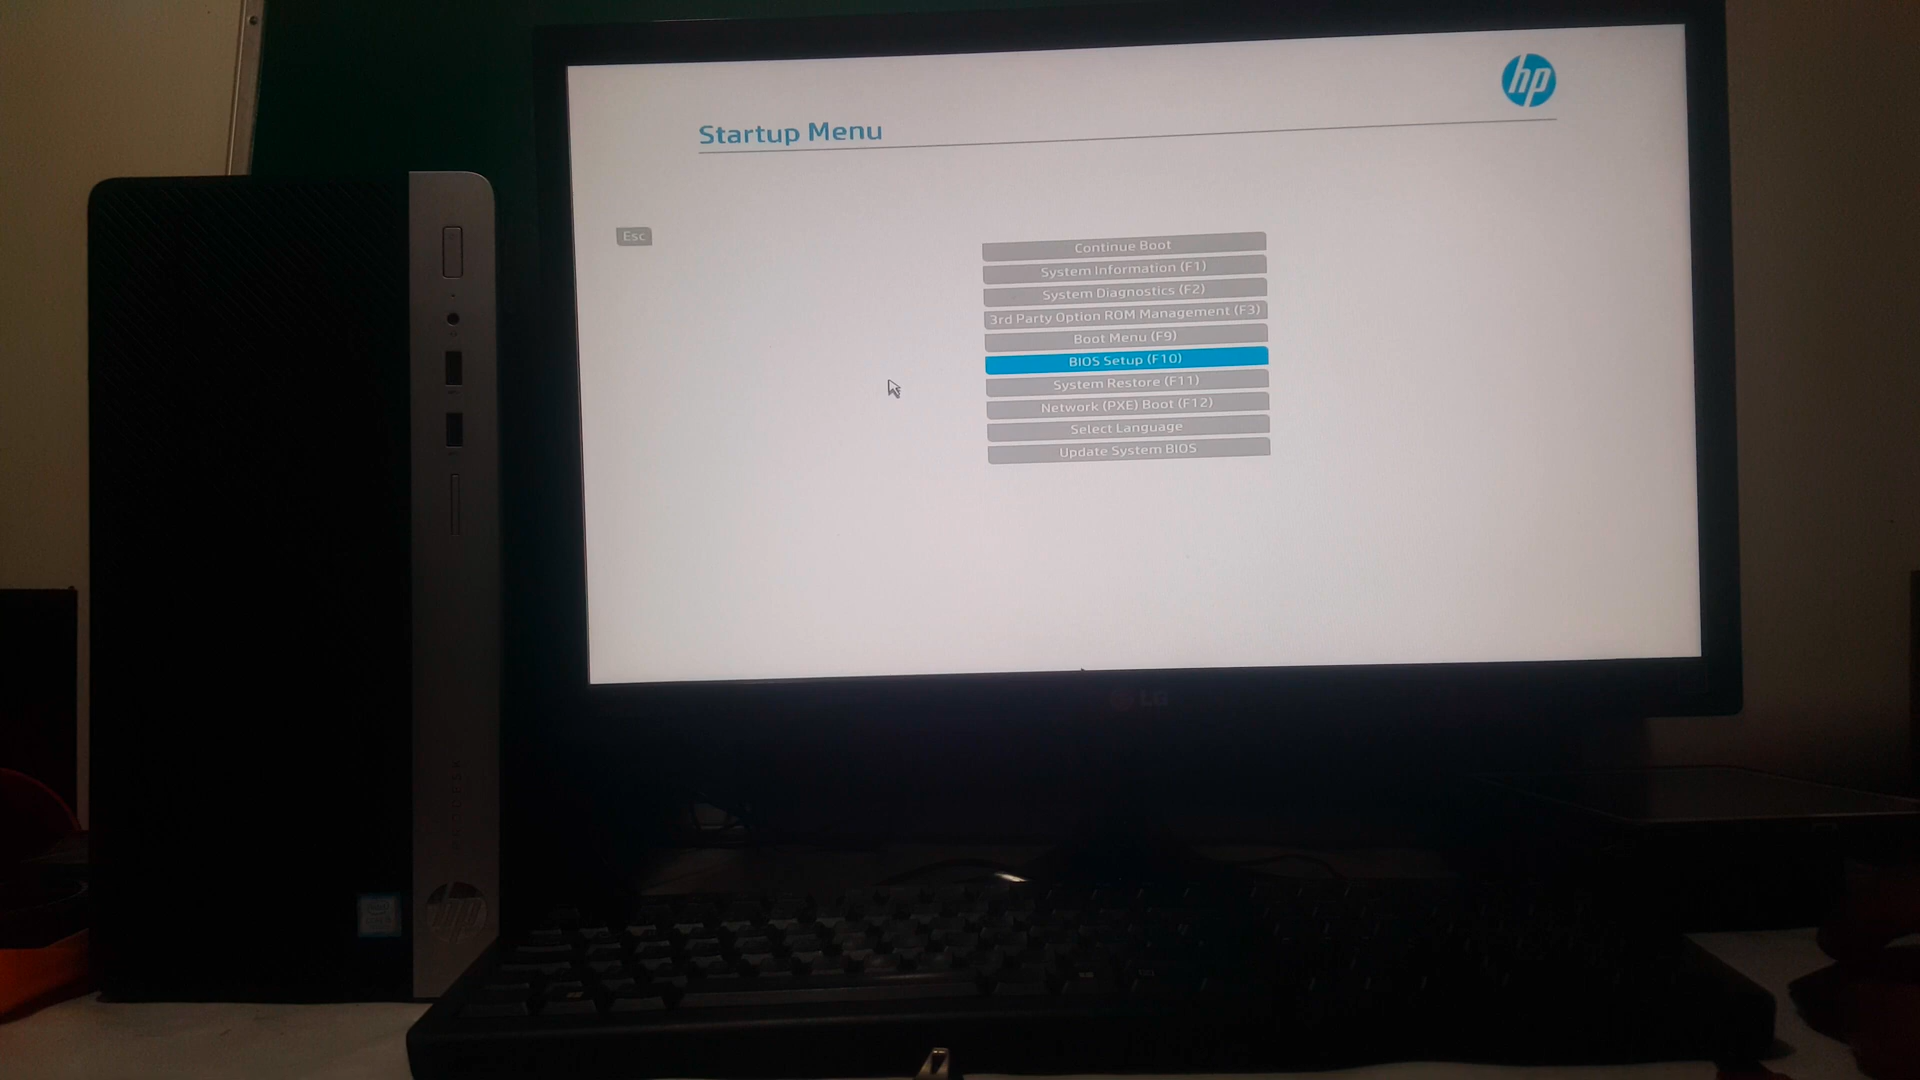 hp
Startup Menu
Esc
Continue Boot
System Information (F1)
System Diagnostics (F2)
3rd Party Option ROM Management (F3)
Boot Menu (F9)
BIOS Setup (F10)
System Restore (F11)
Network (PXE) Boot (F12)
Select Language
Update System BIOS
LG
hp